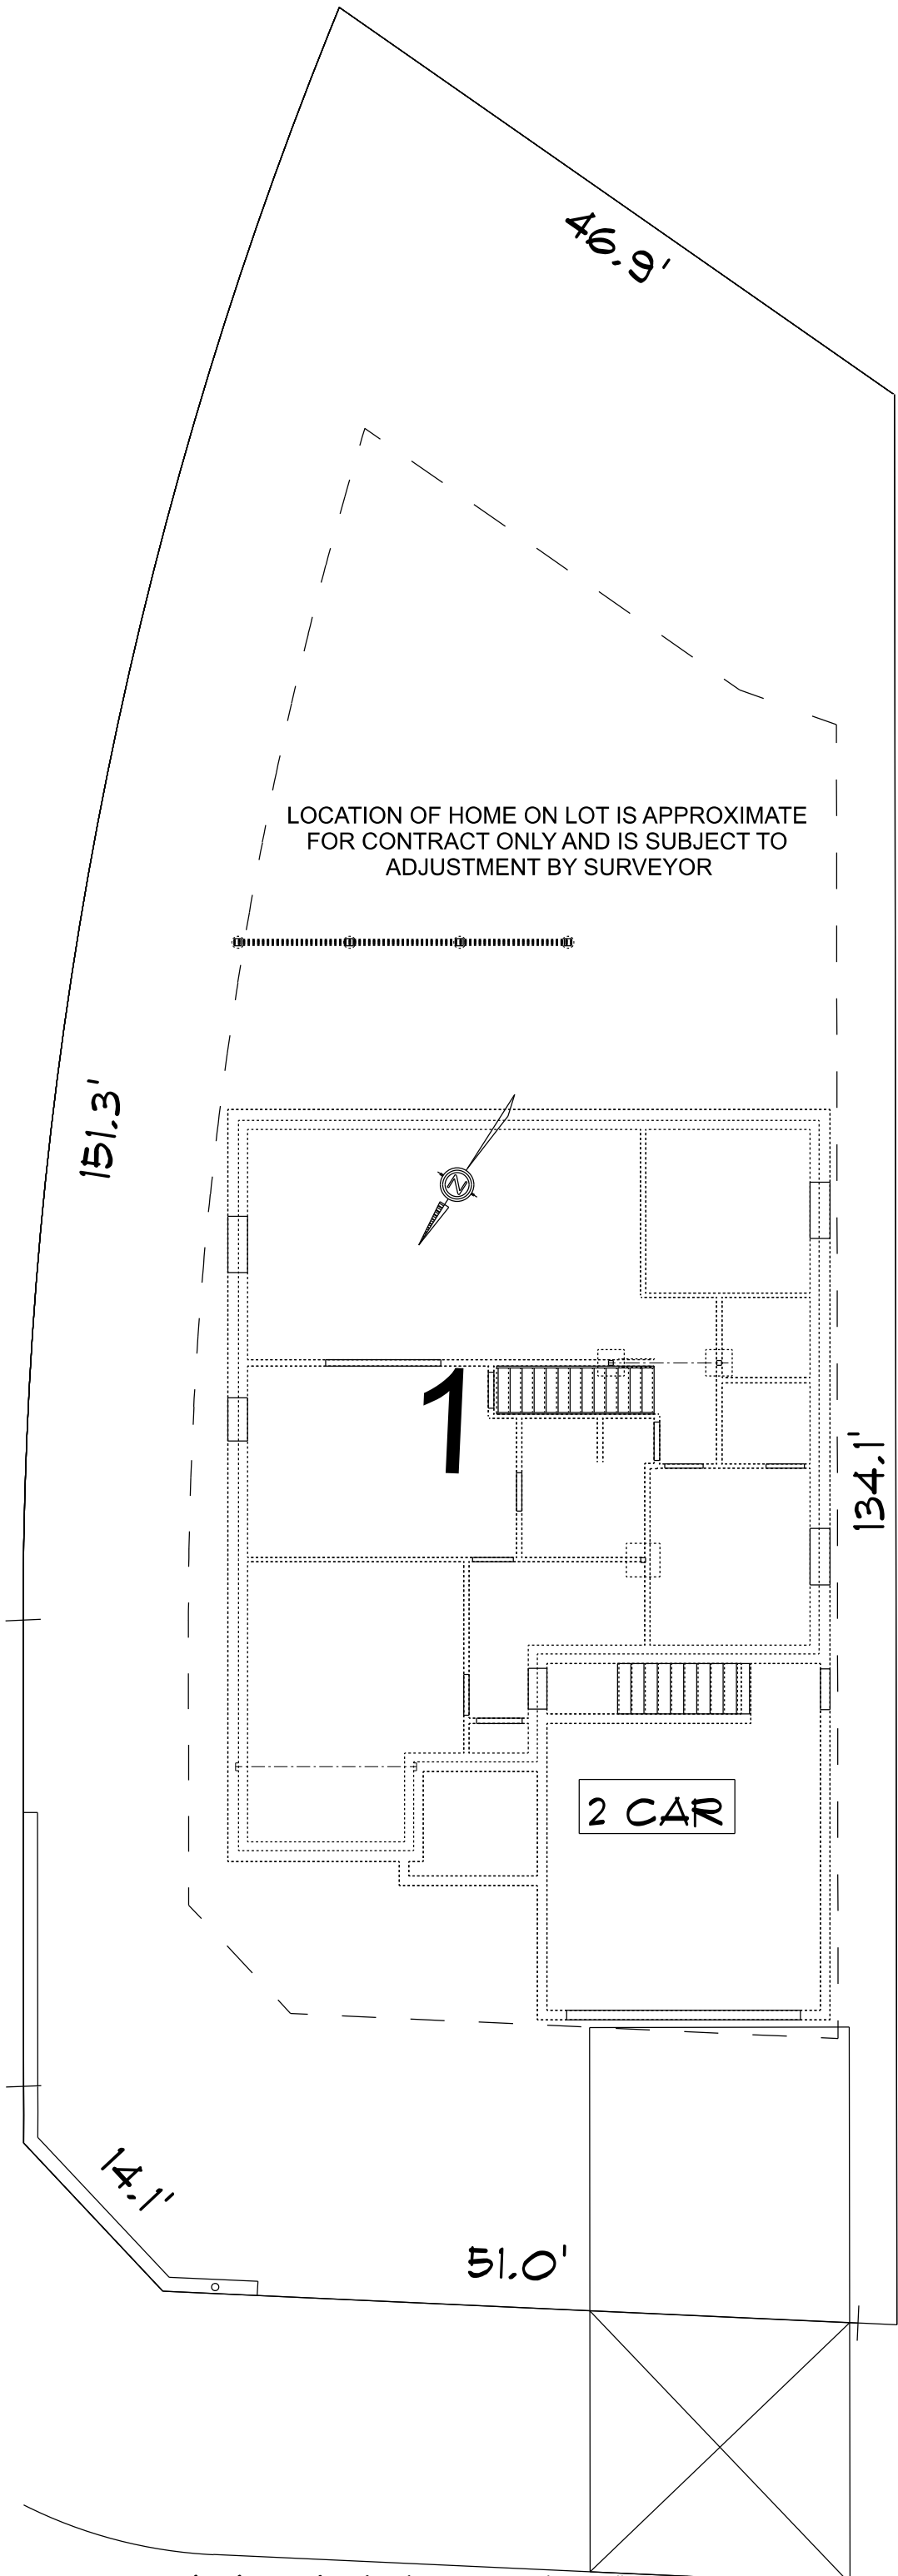 46.9'
LOCATION OF HOME ON LOT IS APPROXIMATE
FOR CONTRACT ONLY AND IS SUBJECT TO
ADJUSTMENT BY SURVEYOR
151.3'
N
1
134.1'
2 CAR
14.1'
51.0'